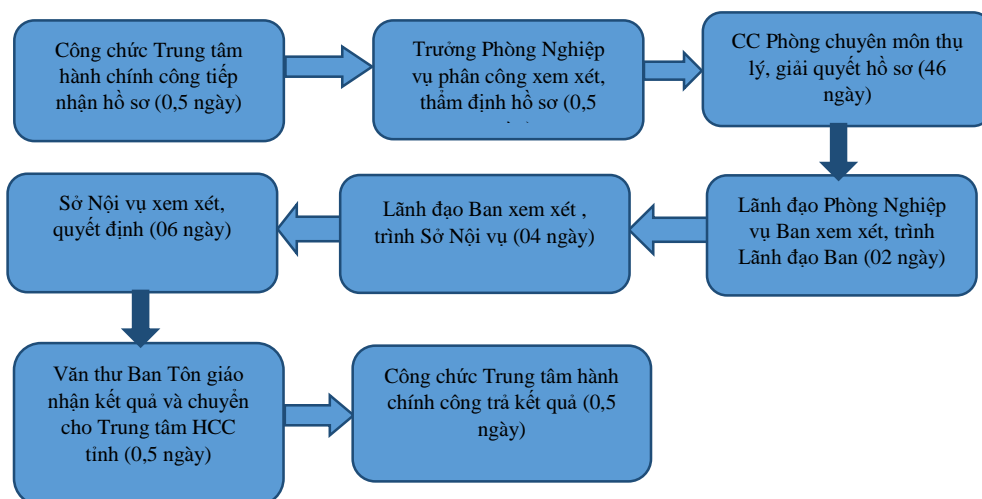 Công chức Trung tâm
hành chính công tiếp
nhận hồ sơ (0,5 ngày)
Trưởng Phòng Nghiệp
vụ phân công xem xét,
thẩm định hồ sơ (0,5
CC Phòng chuyên môn thụ
lý, giải quyết hồ sơ (46
ngày)
Lãnh đạo Phòng Nghiệp
vụ Ban xem xét, trình
Lãnh đạo Ban (02 ngày)
Lãnh đạo Ban xem xét ,
trình Sở Nội vụ (04 ngày)
Sở Nội vụ xem xét,
quyết định (06 ngày)
Văn thư Ban Tôn giáo
nhận kết quả và chuyển
cho Trung tâm HCC
tỉnh (0,5 ngày)
Công chức Trung tâm hành
chính công trả kết quả (0,5
ngày)